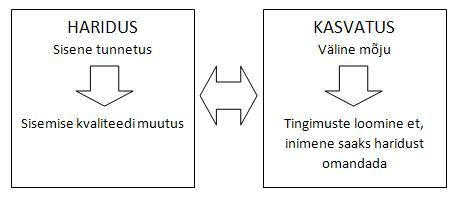 HARIDUS
Sisene tunnetus
Sisemise kvaliteedi muutus
KASVATUS
Väline mõju
Tingimuste loomine et,
inimene saaks haridust
omandada